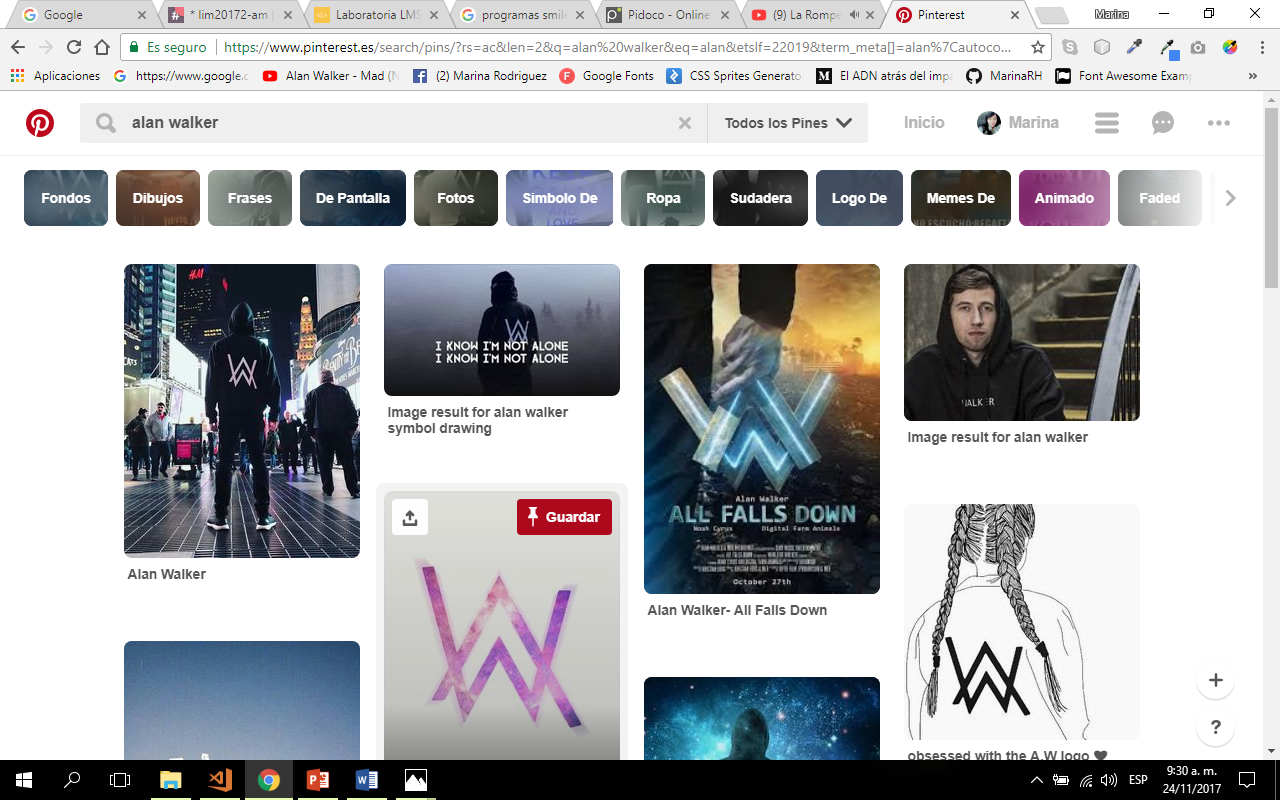 Google
* lim20172-am |
Laboratoria LMS
programas smile
Pidoco - Online
(9) La Rompe
Pinterest
Marina
Es seguro
https://www.pinterest.es/search/pins/?rs=ac&len=2&q=alan%20walker&eq=alan&etslf=22019&term_meta[]=alan%7Cautoco...
Aplicaciones
https://www.google.c
Alan Walker - Mad (N
(2) Marina Rodriguez
Google Fonts
CSS Sprites Generato
El ADN atrás del impa
MarinaRH
Font Awesome Exam
»
alan walker
Todos los Pines
Inicio
Marina
Fondos
Dibujos
Frases
De Pantalla
Fotos
Simbolo De
Ropa
Sudadera
Logo De
Memes De
Animado
Faded
H&M
I KNOW I'M NOT ALONE
I KNOW I'M NOT ALONE
Image result for alan walker
symbol drawing
Alan Walker
Guardar
Alan Walker
ALL FALLS DOWN
Noah Cyrus Digital Farm Animals
October 27th
Alan Walker- All Falls Down
Image result for alan walker
obsessed with the A.W logo ♥
+
?
ESP
9:30 a. m.
24/11/2017